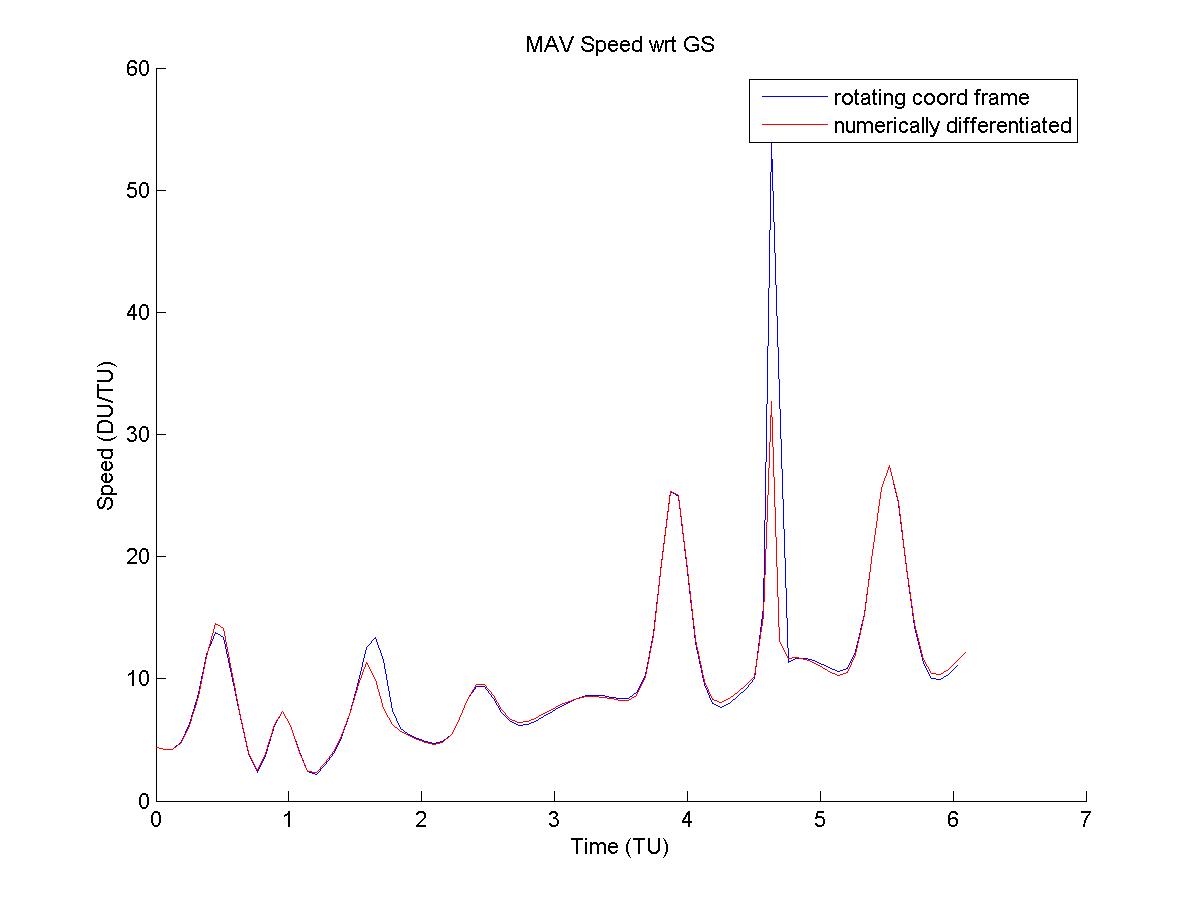 MAV Speed wrt GS
rotating coord frame
numerically differentiated
60
50
40
30
20
10
0
Speed (DU/TU)
0 1 2 3 4 5 6 7
Time (TU)